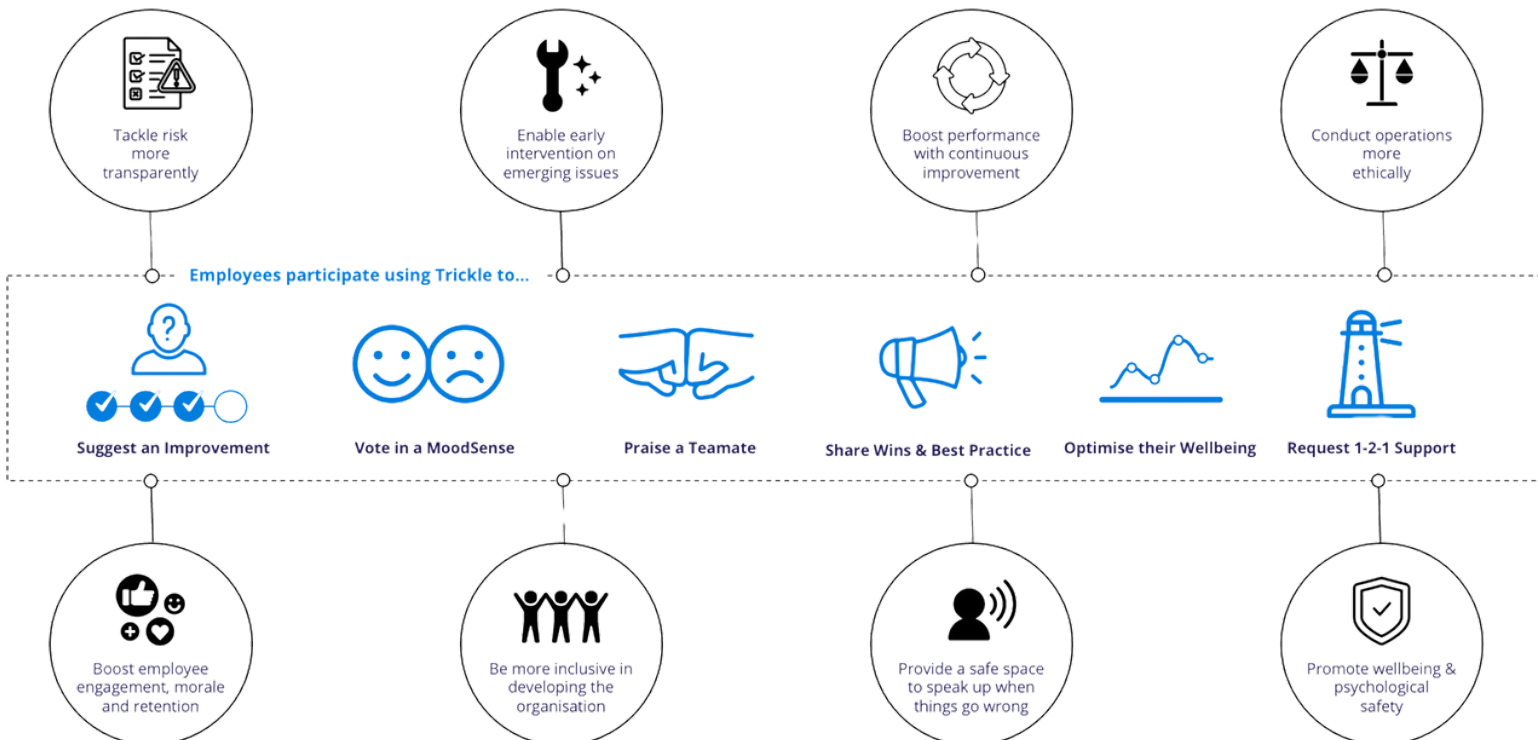 Tackle risk
more
transparently
Enable early
intervention on
emerging issues
Boost performance
with continuous
improvement
Conduct operations
more
ethically
Employees participate using Trickle to...
?
Suggest an Improvement
Vote in a MoodSense
Praise a Teamate
Share Wins & Best Practice
Optimise their Wellbeing
Request 1-2-1 Support
Boost employee
engagement, morale
and retention
Be more inclusive in
developing the
organisation
Provide a safe space
to speak up when
things go wrong
Promote wellbeing &
psychological
safety